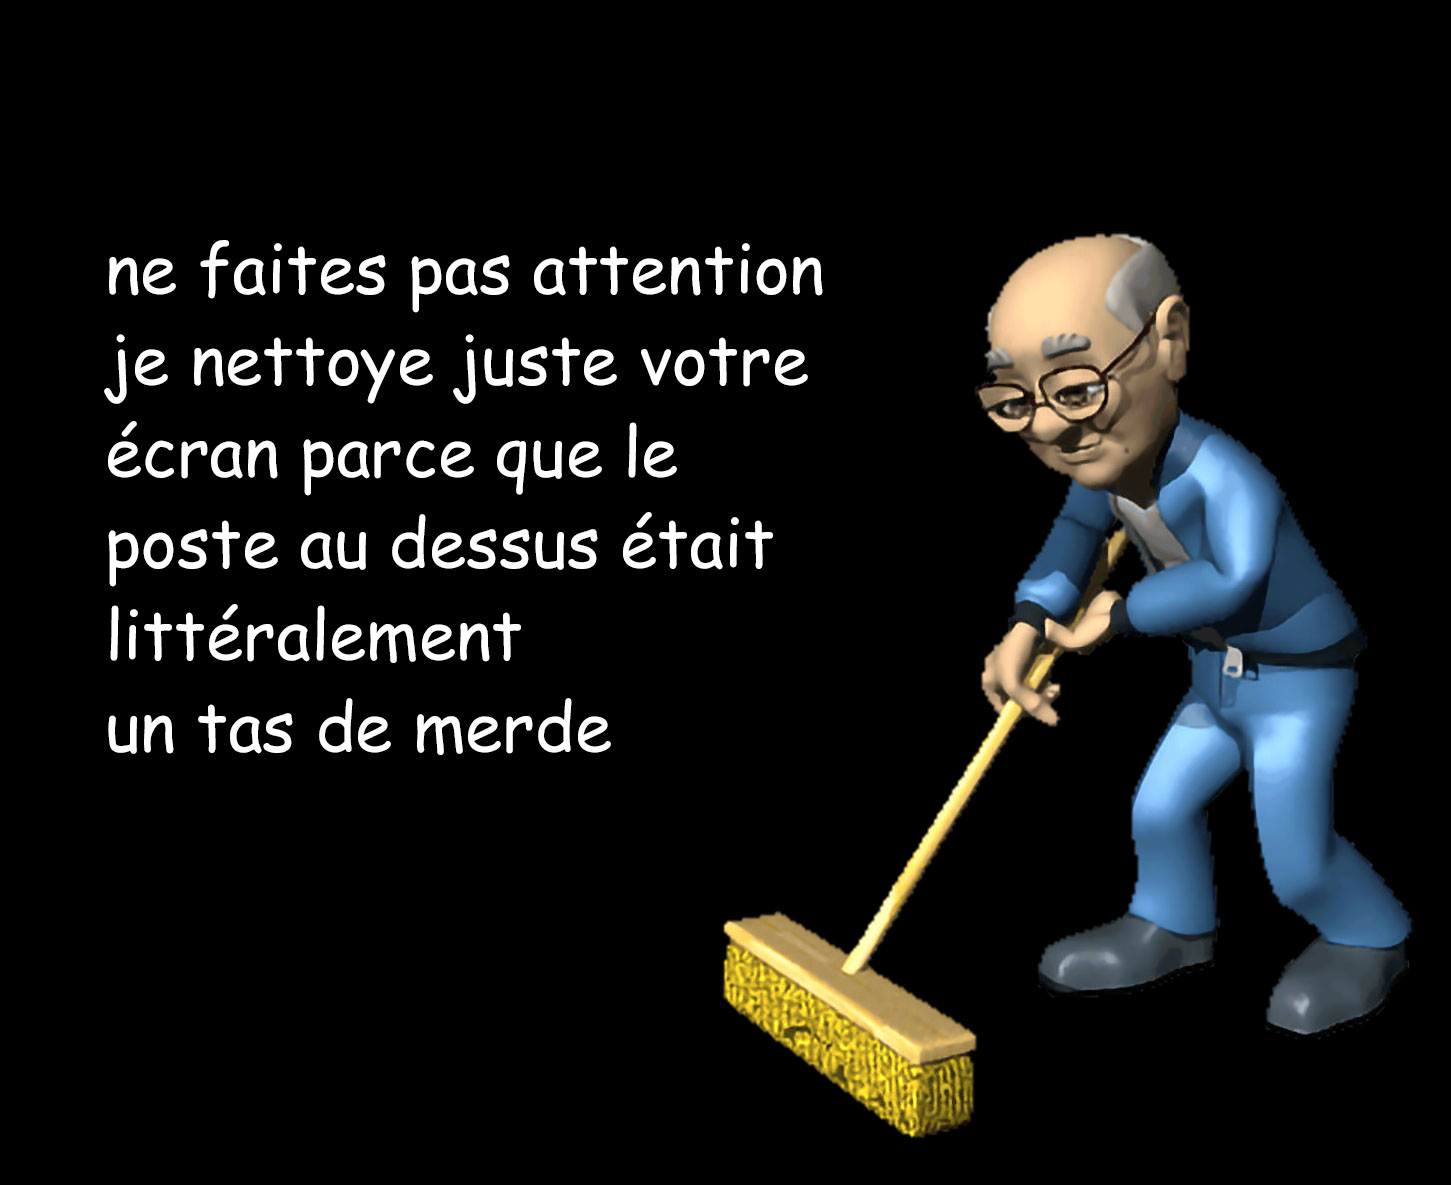 ne faites pas attention
je nettoye juste votre
écran parce que le
poste au dessus était
littéralement
un tas de merde